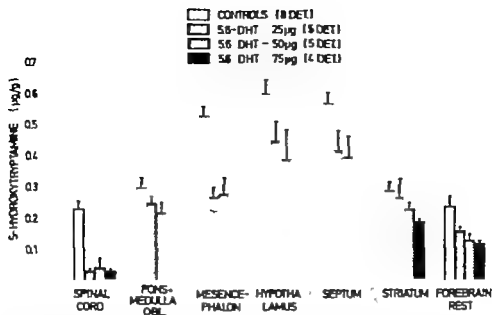 CONTROLS (8 DET.)
5.6-DHT 25µg (5 DET.)
5.6 DHT - 50µg (5 DET.)
5.6 DHT 75µg (4 DET.)
5-HYDROXYTRYPTAMINE (µg/g)
0.7
0.6
0.5
0.4
0.3
0.2
0.1
SPINAL
CORD
PONS+
MEDULLA
OBL.
MESENCE-
PHALON
HYPOTHA
LAMUS
SEPTUM
STRIATUM
FOREBRAIN
REST